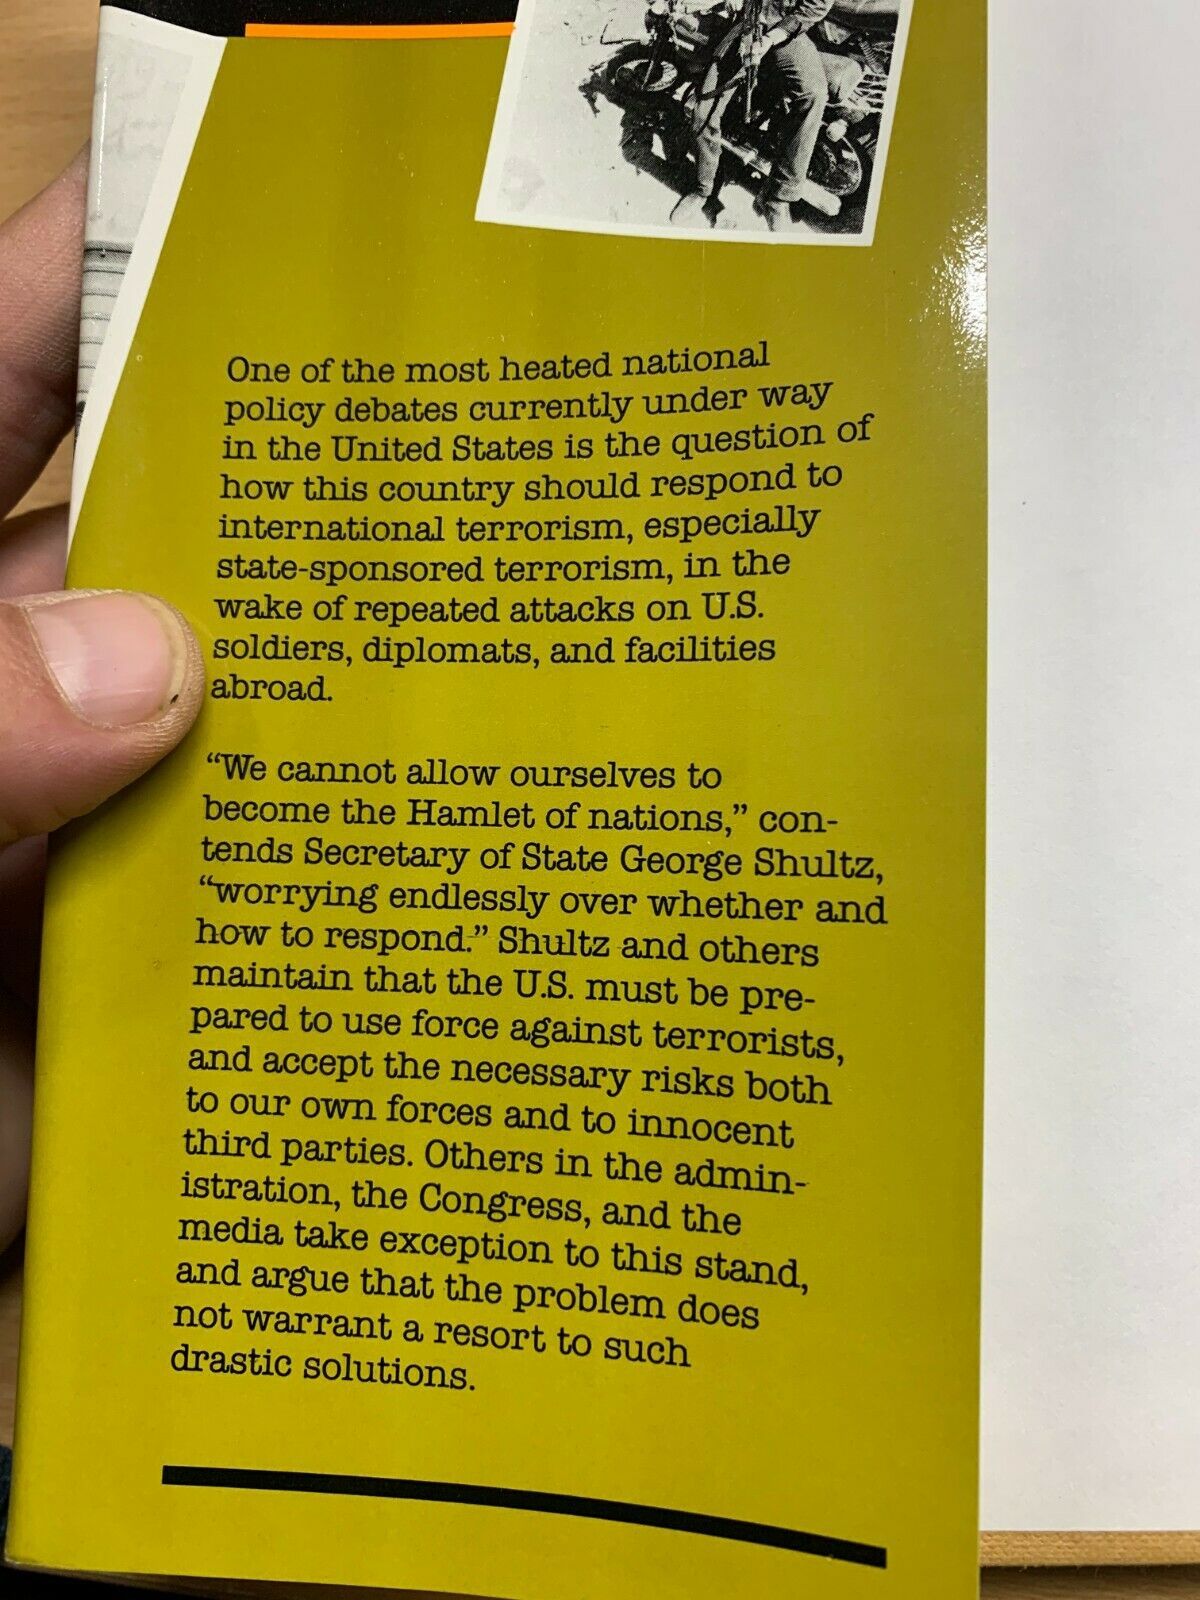 One of the most heated national
policy debates currently under way
in the United States is the question of
how this country should respond to
international terrorism, especially
state-sponsored terrorism, in the
wake of repeated attacks on U.S.
soldiers, diplomats, and facilities
abroad.
“We cannot allow ourselves to
become the Hamlet of nations,” con-
tends Secretary of State George Shultz,
“worrying endlessly over whether and
how to respond.” Shultz and others
maintain that the U.S. must be pre-
pared to use force against terrorists,
and accept the necessary risks both
to our own forces and to innocent
third parties. Others in the admin-
istration, the Congress, and the
media take exception to this stand,
and argue that the problem does
not warrant a resort to such
drastic solutions.